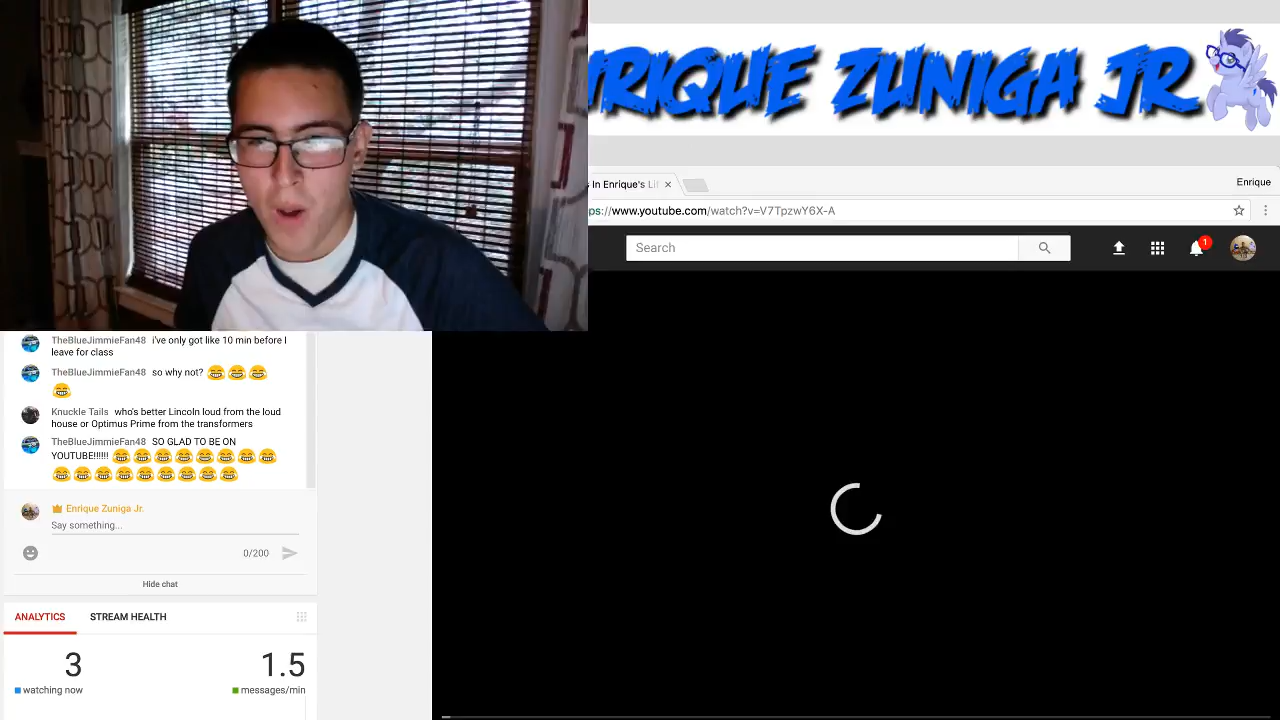 RIQUE ZUNIGA JR.
s In Enrique's Lif
Enrique
ps://www.youtube.com/watch?v=V7TpzwY6X-A
Search
1
TheBlueJimmieFan48 i've only got like 10 min before I
leave for class
TheBlueJimmieFan48 so why not? 😂 😂 😂
😂
Knuckle Tails who's better Lincoln loud from the loud
house or Optimus Prime from the transformers
TheBlueJimmieFan48 SO GLAD TO BE ON
YOUTUBE!!!!!! 😂 😂 😂 😂 😂 😂 😂 😂
😂 😂 😂 😂 😂 😂 😂 😂 😂
Enrique Zuniga Jr.
Say something...
0/200
Hide chat
ANALYTICS STREAM HEALTH
3 1.5
watching now messages/min